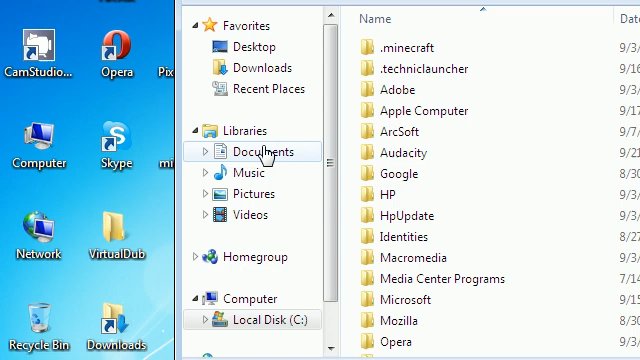 CamStudio...
Opera
Pix
Computer
Skype
mi
Network
VirtualDub
Recycle Bin
Downloads
Favorites
Desktop
Downloads
Recent Places
Libraries
Documents
Music
Pictures
Videos
Homegroup
Computer
Local Disk (C:)
Name
Date
.minecraft
9/3/
.techniclauncher
9/16
Adobe
9/3/
Apple Computer
9/17
ArcSoft
9/3/
Audacity
9/21
Google
8/30
HP
9/3/
HpUpdate
9/3/
Identities
8/27
Macromedia
9/3/
Media Center Programs
7/14
Microsoft
9/3/
Mozilla
9/3/
Opera
9/3/